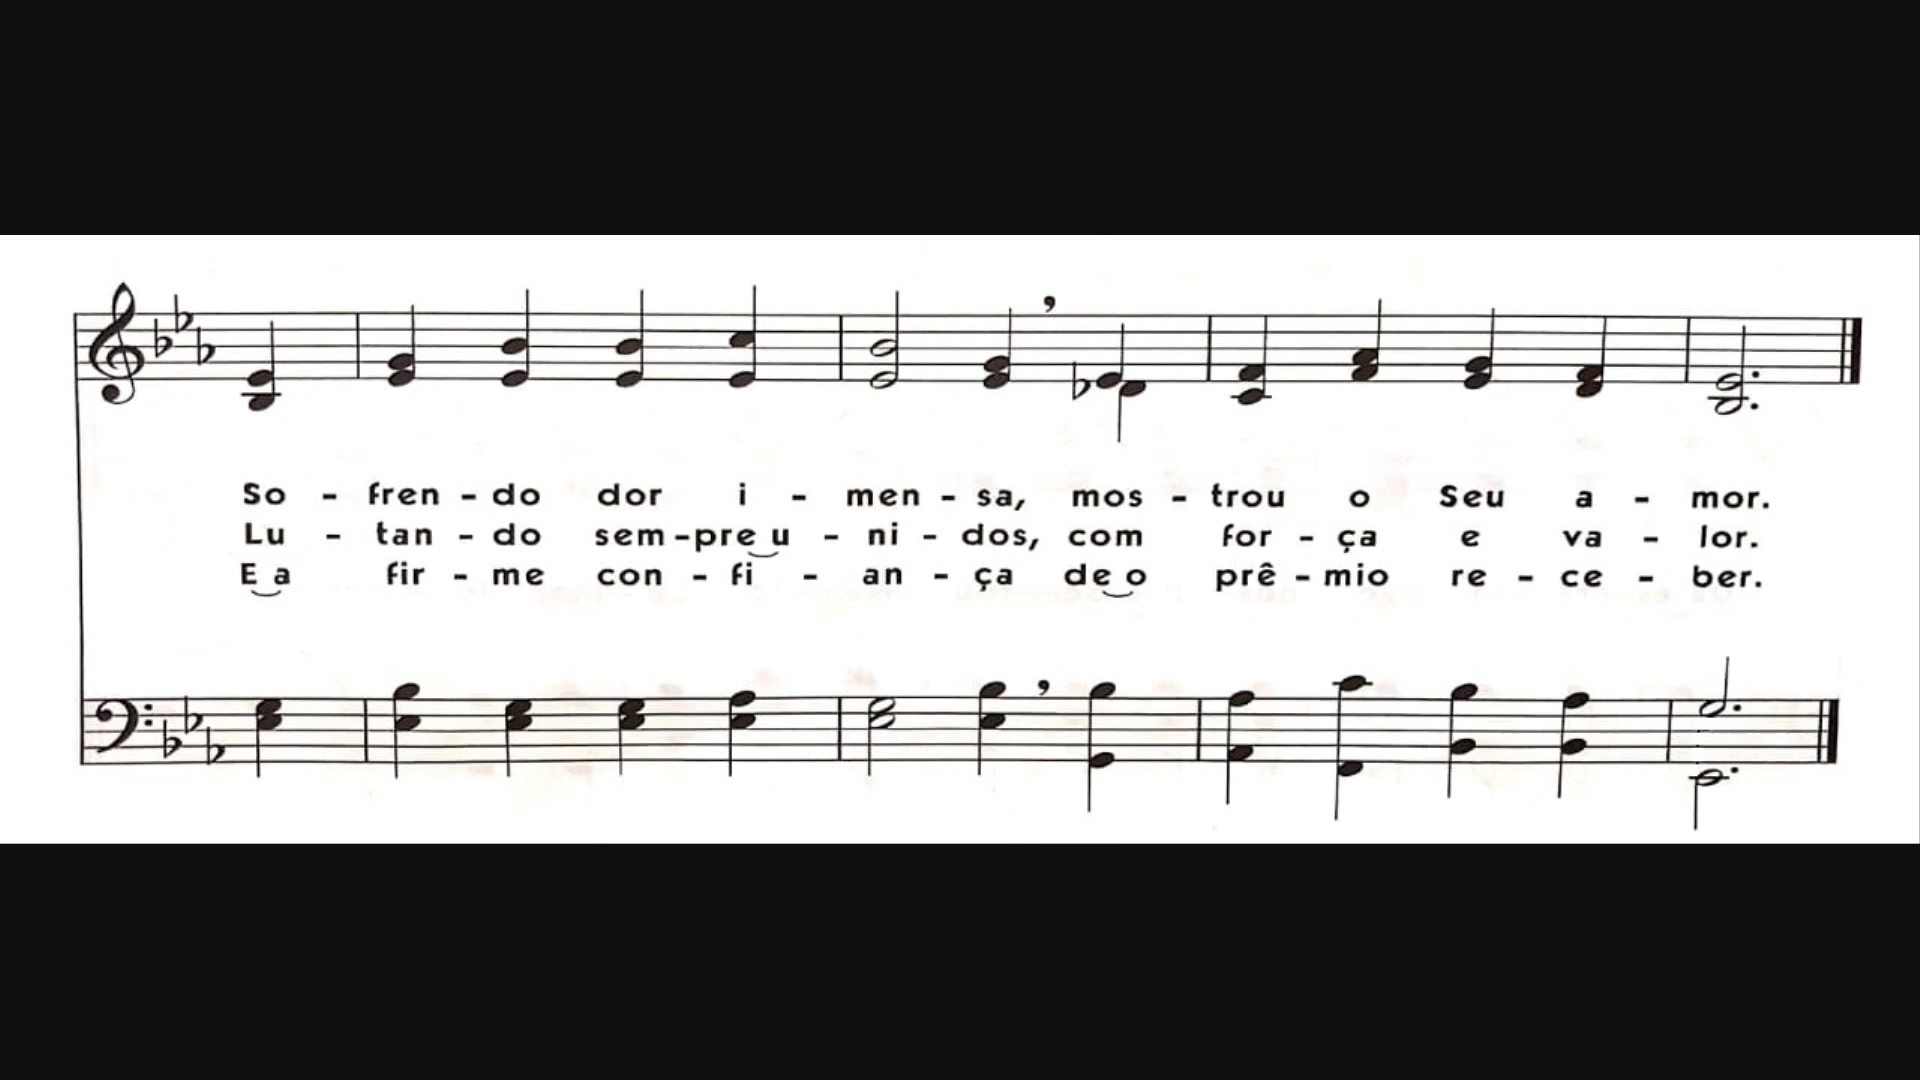 So - fren - do dor i - men - sa, mos - trou o Seu a - mor.
Lu - tan - do sem - pre u - ni - dos, com for - ça e va - lor.
E a fir - me con - fi - an - ça de o prê - mio re - ce - ber.